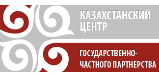 КАЗАХСТАНСКИЙ
ЦЕНТР
ГОСУДАРСТВЕННО-
ЧАСТНОГО ПАРТНЕРСТВА